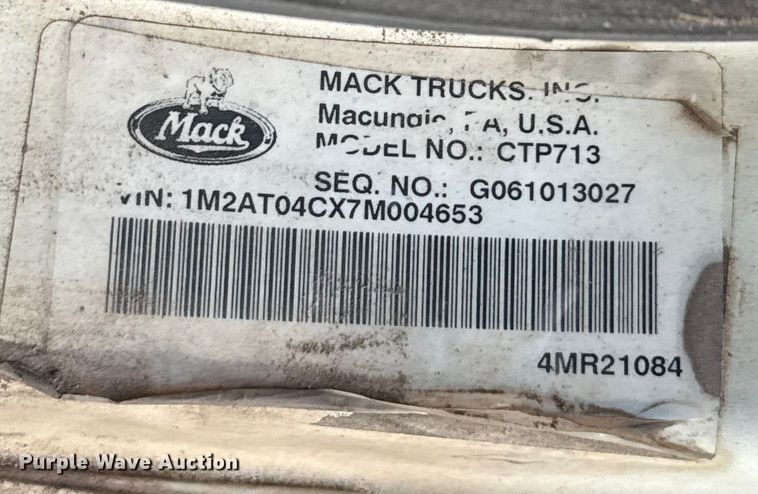 Mack
MACK TRUCKS, INC.
Macungie, PA, U.S.A.
MODEL NO.: CTP713
SEQ. NO.: G061013027
VIN: 1M2AT04CX7M004653
4MR21084
Purple Wave Auction